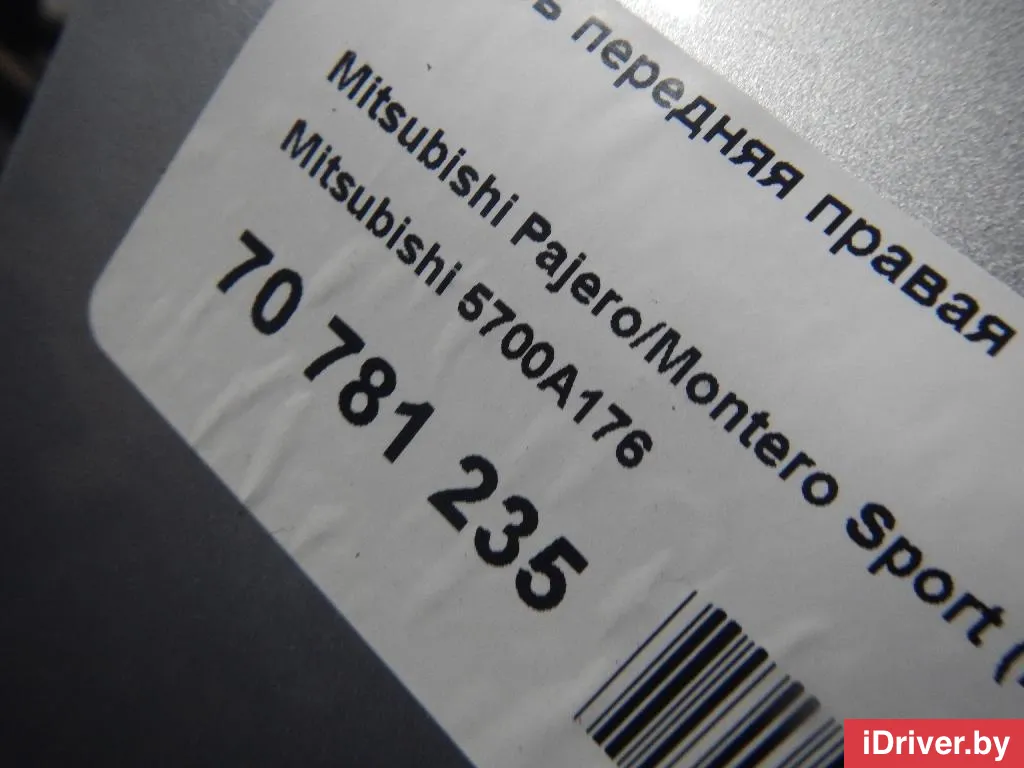 ь передняя правая
Mitsubishi Pajero/Montero Sport (
Mitsubishi 5700A176
70 781 235
iDriver.by